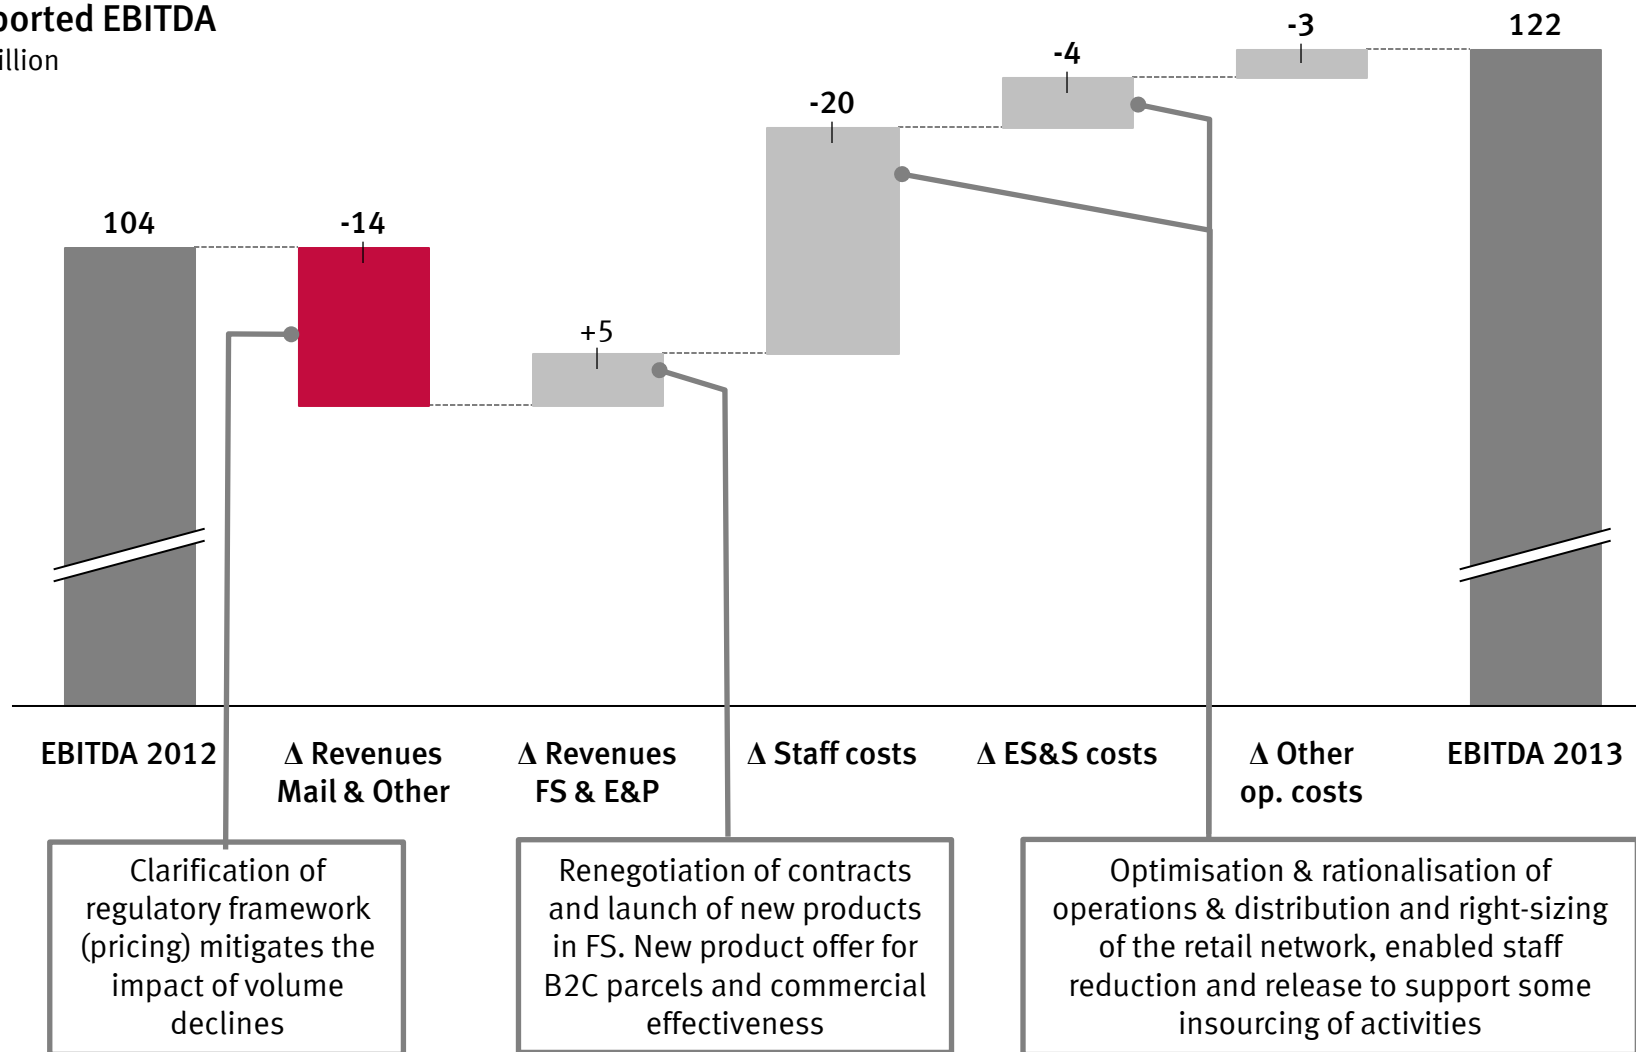 ported EBITDA
illion
104
-14
+5
-20
-4
-3
122
EBITDA 2012
Δ Revenues
Mail & Other
Δ Revenues
FS & E&P
Δ Staff costs
Δ ES&S costs
Δ Other
op. costs
EBITDA 2013
Clarification of
regulatory framework
(pricing) mitigates the
impact of volume
declines
Renegotiation of contracts
and launch of new products
in FS. New product offer for
B2C parcels and commercial
effectiveness
Optimisation & rationalisation of
operations & distribution and right-sizing
of the retail network, enabled staff
reduction and release to support some
insourcing of activities